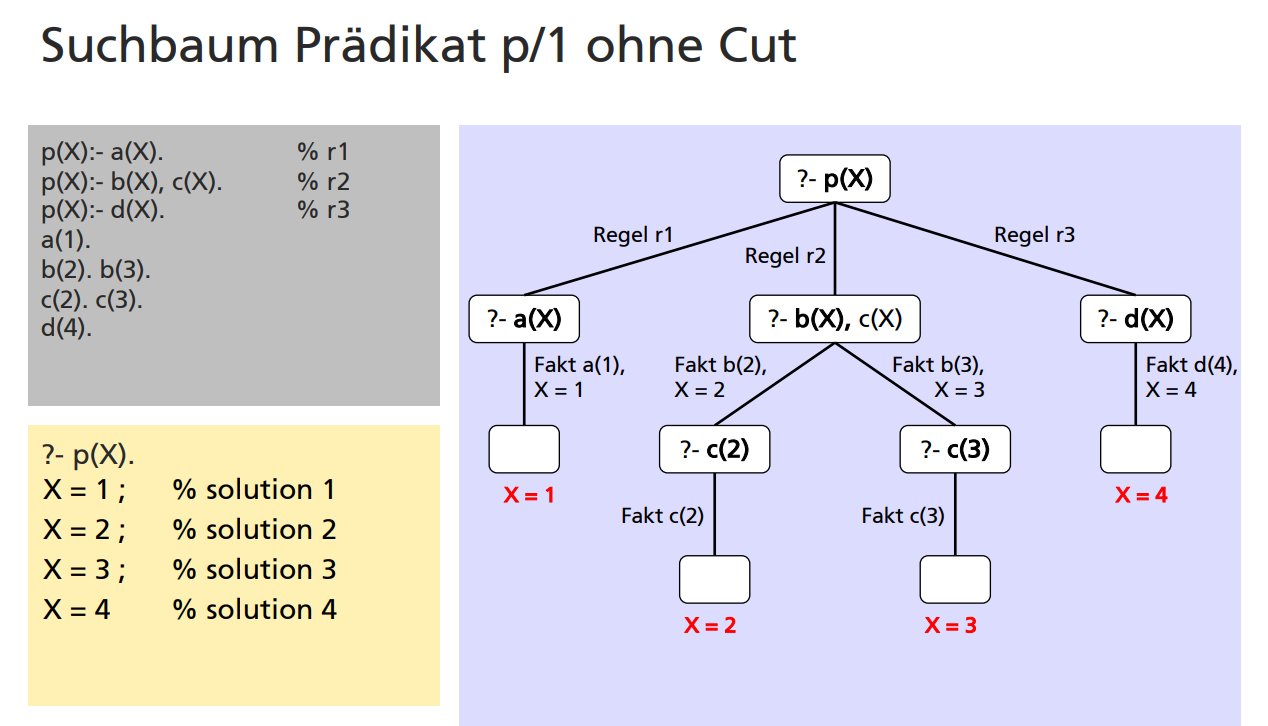 Suchbaum Prädikat p/1 ohne Cut
p(X):- a(X). % r1
p(X):- b(X), c(X). % r2
p(X):- d(X). % r3
a(1).
b(2). b(3).
c(2). c(3).
d(4).
?- p(X).
X = 1 ; % solution 1
X = 2 ; % solution 2
X = 3 ; % solution 3
X = 4 % solution 4
?- p(X)
Regel r1
Regel r2
Regel r3
?- a(X)
?- b(X), c(X)
?- d(X)
Fakt a(1),
X = 1
Fakt b(2),
X = 2
Fakt b(3),
X = 3
Fakt d(4),
X = 4
?- c(2)
?- c(3)
X = 1
X = 4
Fakt c(2)
Fakt c(3)
X = 2
X = 3